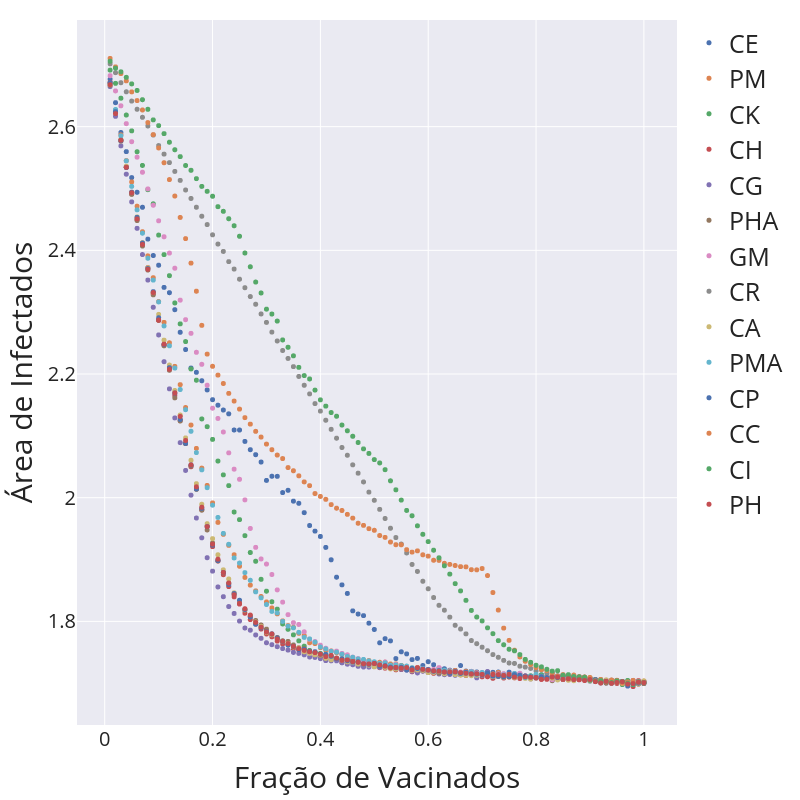 Área de Infectados
2.6
2.4
2.2
2
1.8
0
0.2
0.4
0.6
0.8
1
Fração de Vacinados
CE
PM
CK
CH
CG
PHA
GM
CR
CA
PMA
CP
CC
CI
PH